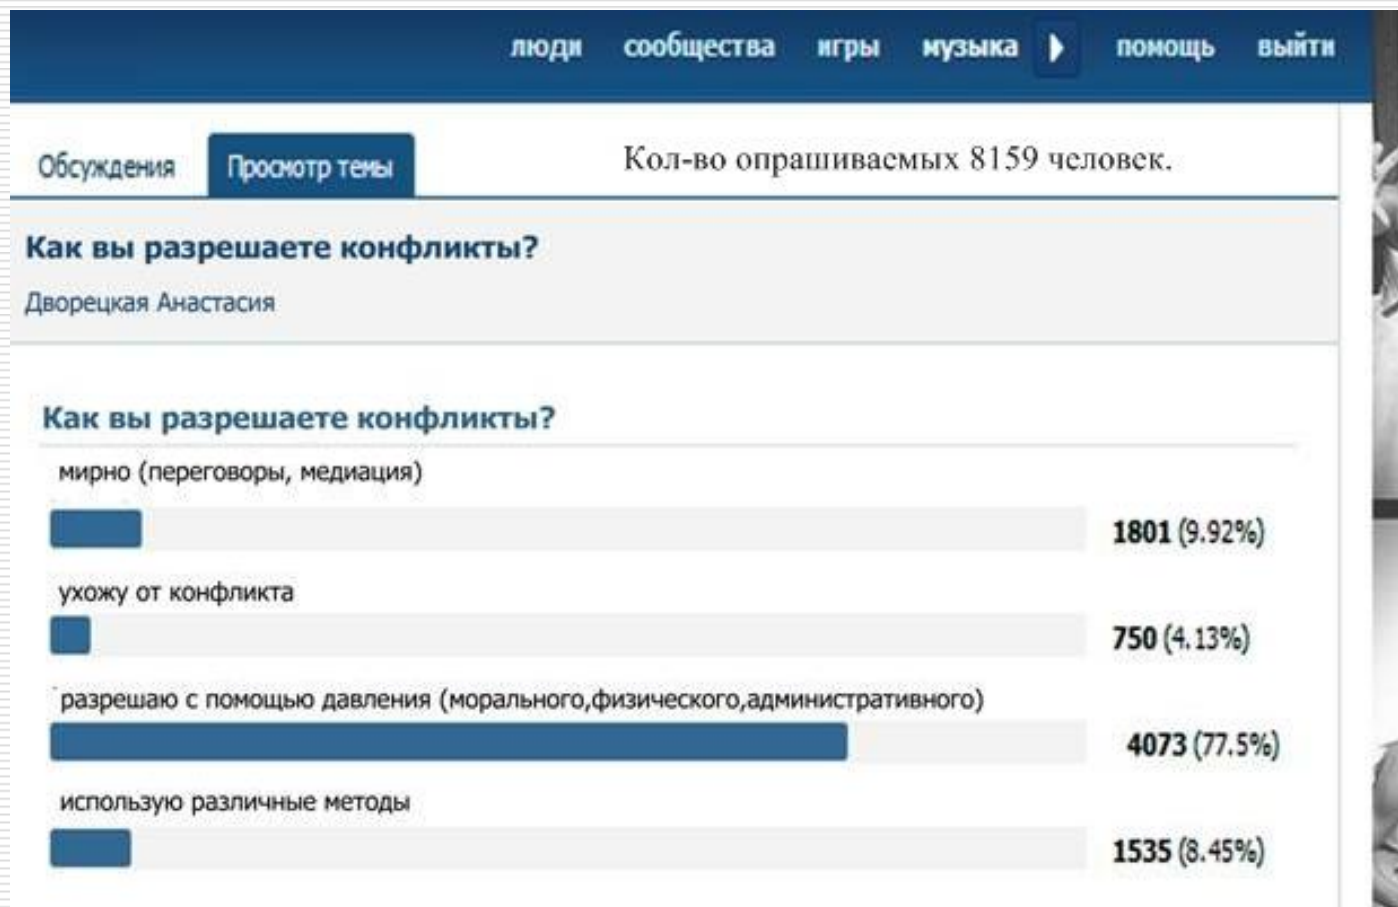 люди сообщества игры музыка помощь выйти
Обсуждения Просмотр темы Кол-во опрашиваемых 8159 человек.
Как вы разрешаете конфликты?
Дворецкая Анастасия
Как вы разрешаете конфликты?
мирно (переговоры, медиация)
1801 (9.92%)
ухожу от конфликта
750 (4.13%)
разрешаю с помощью давления (морального,физического,административного)
4073 (77.5%)
использую различные методы
1535 (8.45%)